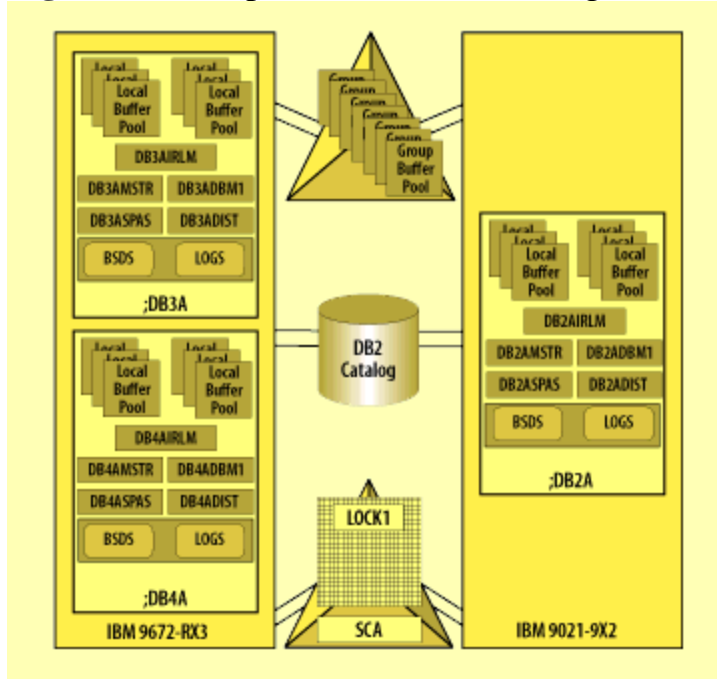 Local
Local
Local
Buffer
Pool
Local
Local
Local
Buffer
Pool
DB3AIRLM
DB3AMSTR
DB3ADBM1
DB3ASPAS
DB3ADIST
BSDS
LOGS
;DB3A
Local
Local
Local
Buffer
Pool
Local
Local
Local
Buffer
Pool
DB4AIRLM
DB4AMSTR
DB4ADBM1
DB4ASPAS
DB4ADIST
BSDS
LOGS
;DB4A
IBM 9672-RX3
Group
Group
Group
Group
Group
Group
Buffer
Pool
DB2
Catalog
LOCK1
SCA
Local
Local
Local
Buffer
Pool
Local
Local
Local
Buffer
Pool
DB2AIRLM
DB2AMSTR
DB2ADBM1
DB2ASPAS
DB2ADIST
BSDS
LOGS
;DB2A
IBM 9021-9X2